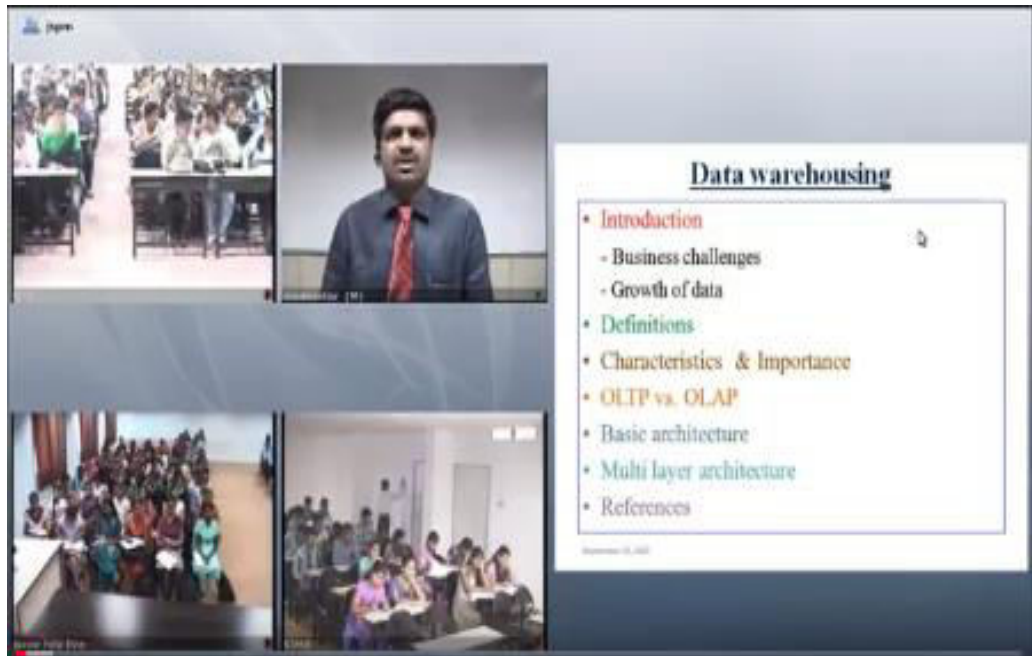 Data warehousing
• Introduction
- Business challenges
- Growth of data
• Definitions
• Characteristics & Importance
• OLTP vs. OLAP
• Basic architecture
• Multi layer architecture
• References